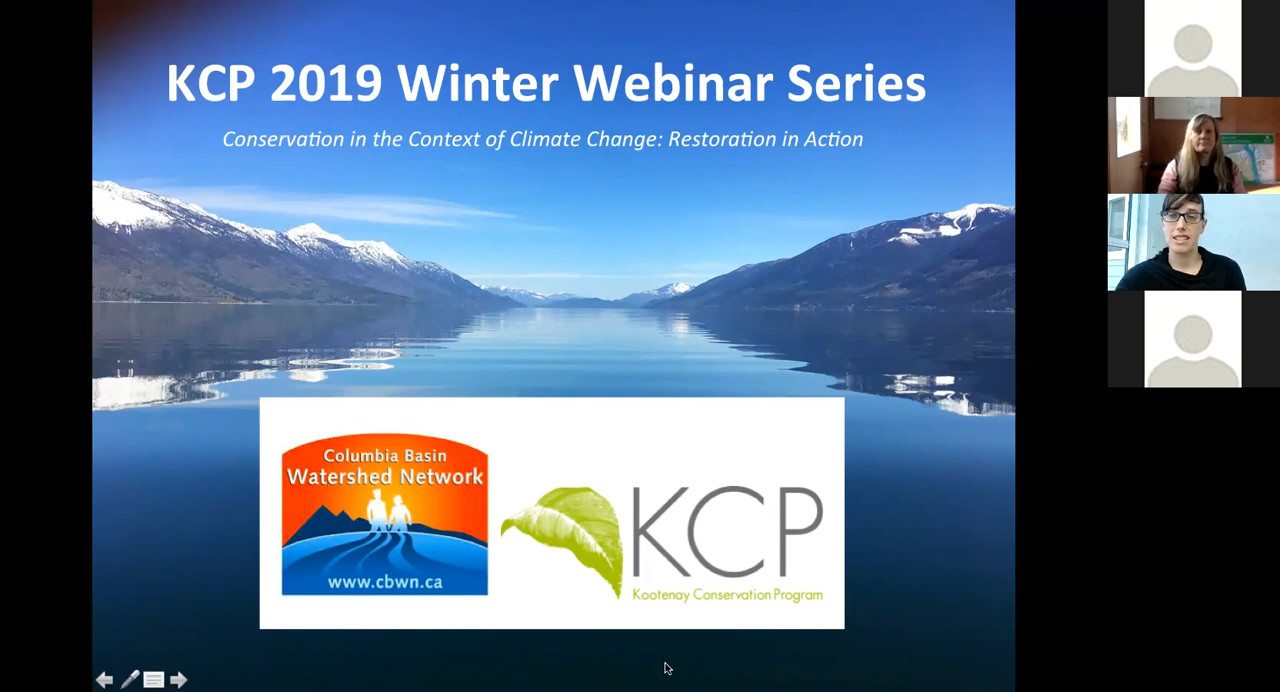 KCP 2019 Winter Webinar Series
Conservation in the Context of Climate Change: Restoration in Action
Columbia Basin
Watershed Network
www.cbwn.ca
KCP
Kootenay Conservation Program